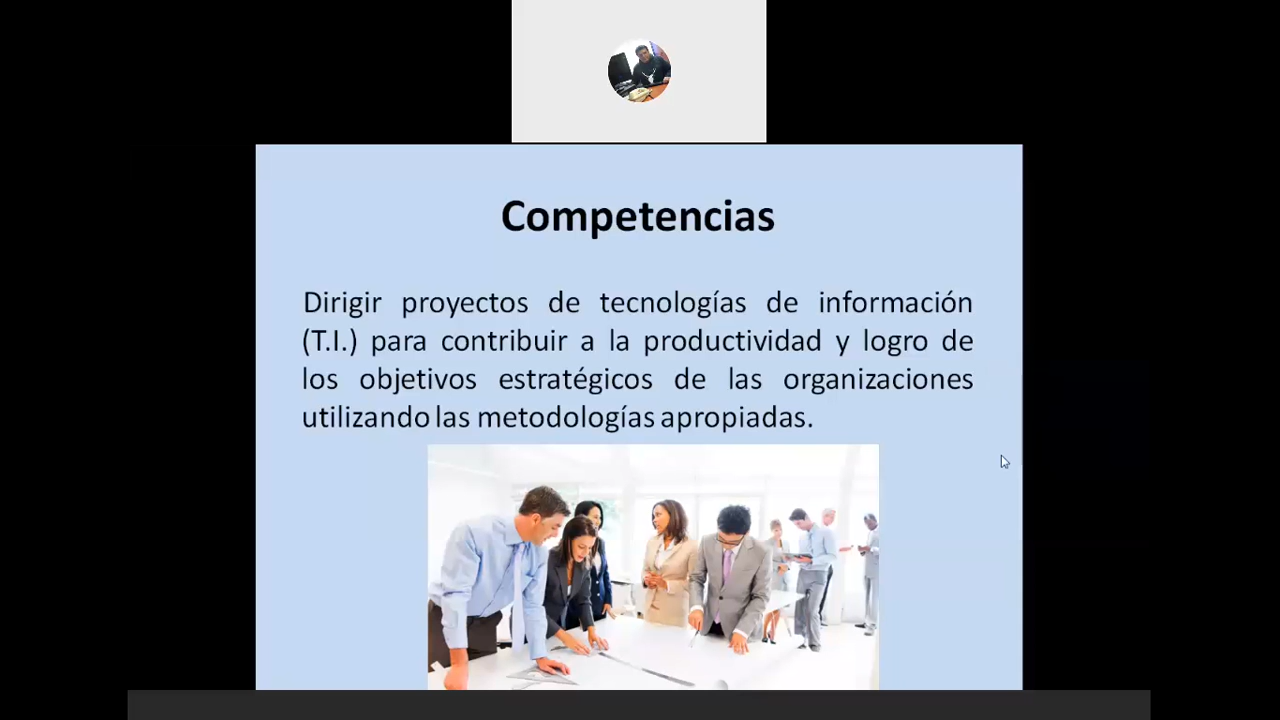 Competencias
Dirigir proyectos de tecnologías de información
(T.I.) para contribuir a la productividad y logro de
los objetivos estratégicos de las organizaciones
utilizando las metodologías apropiadas.